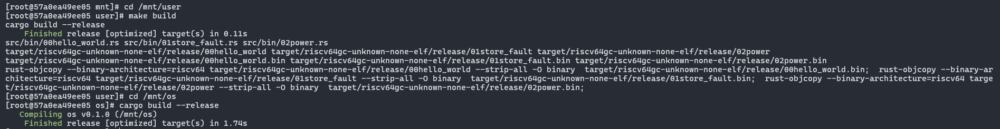 [root@57a0ea49ee05 mnt]# cd /mnt/user
[root@57a0ea49ee05 user]# make build
cargo build --release
    Finished release [optimized] target(s) in 0.11s
src/bin/00hello_world.rs src/bin/01store_fault.rs src/bin/02power.rs
target/riscv64gc-unknown-none-elf/release/00hello_world target/riscv64gc-unknown-none-elf/release/01store_fault target/riscv64gc-unknown-none-elf/release/02power
target/riscv64gc-unknown-none-elf/release/00hello_world.bin target/riscv64gc-unknown-none-elf/release/01store_fault.bin target/riscv64gc-unknown-none-elf/release/02power.bin
rust-objcopy --binary-architecture=riscv64 target/riscv64gc-unknown-none-elf/release/00hello_world --strip-all -O binary  target/riscv64gc-unknown-none-elf/release/00hello_world.bin;  rust-objcopy --binary-ar
chitecture=riscv64 target/riscv64gc-unknown-none-elf/release/01store_fault --strip-all -O binary  target/riscv64gc-unknown-none-elf/release/01store_fault.bin;  rust-objcopy --binary-architecture=riscv64 targe
t/riscv64gc-unknown-none-elf/release/02power --strip-all -O binary  target/riscv64gc-unknown-none-elf/release/02power.bin;
[root@57a0ea49ee05 user]# cd /mnt/os
[root@57a0ea49ee05 os]# cargo build --release
   Compiling os v0.1.0 (/mnt/os)
    Finished release [optimized] target(s) in 1.74s